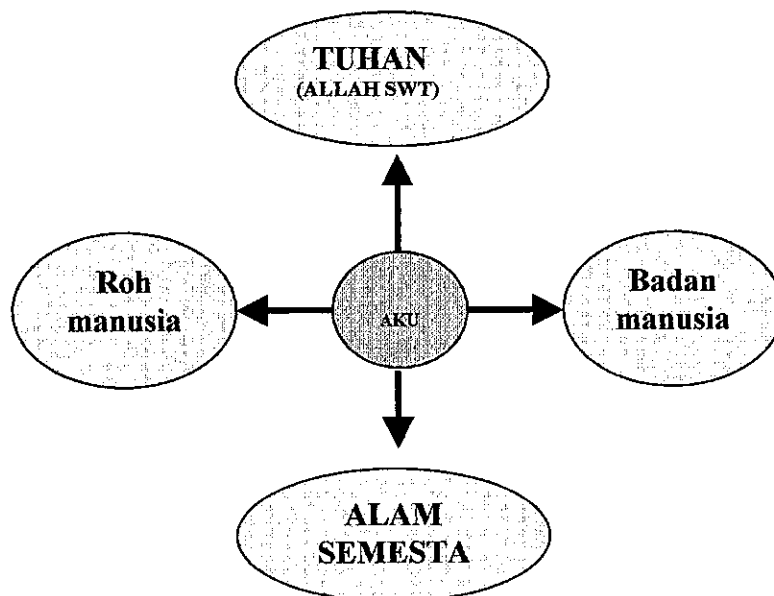 TUHAN
(ALLAH SWT)
Roh
manusia
AKU
Badan
manusia
ALAM
SEMESTA